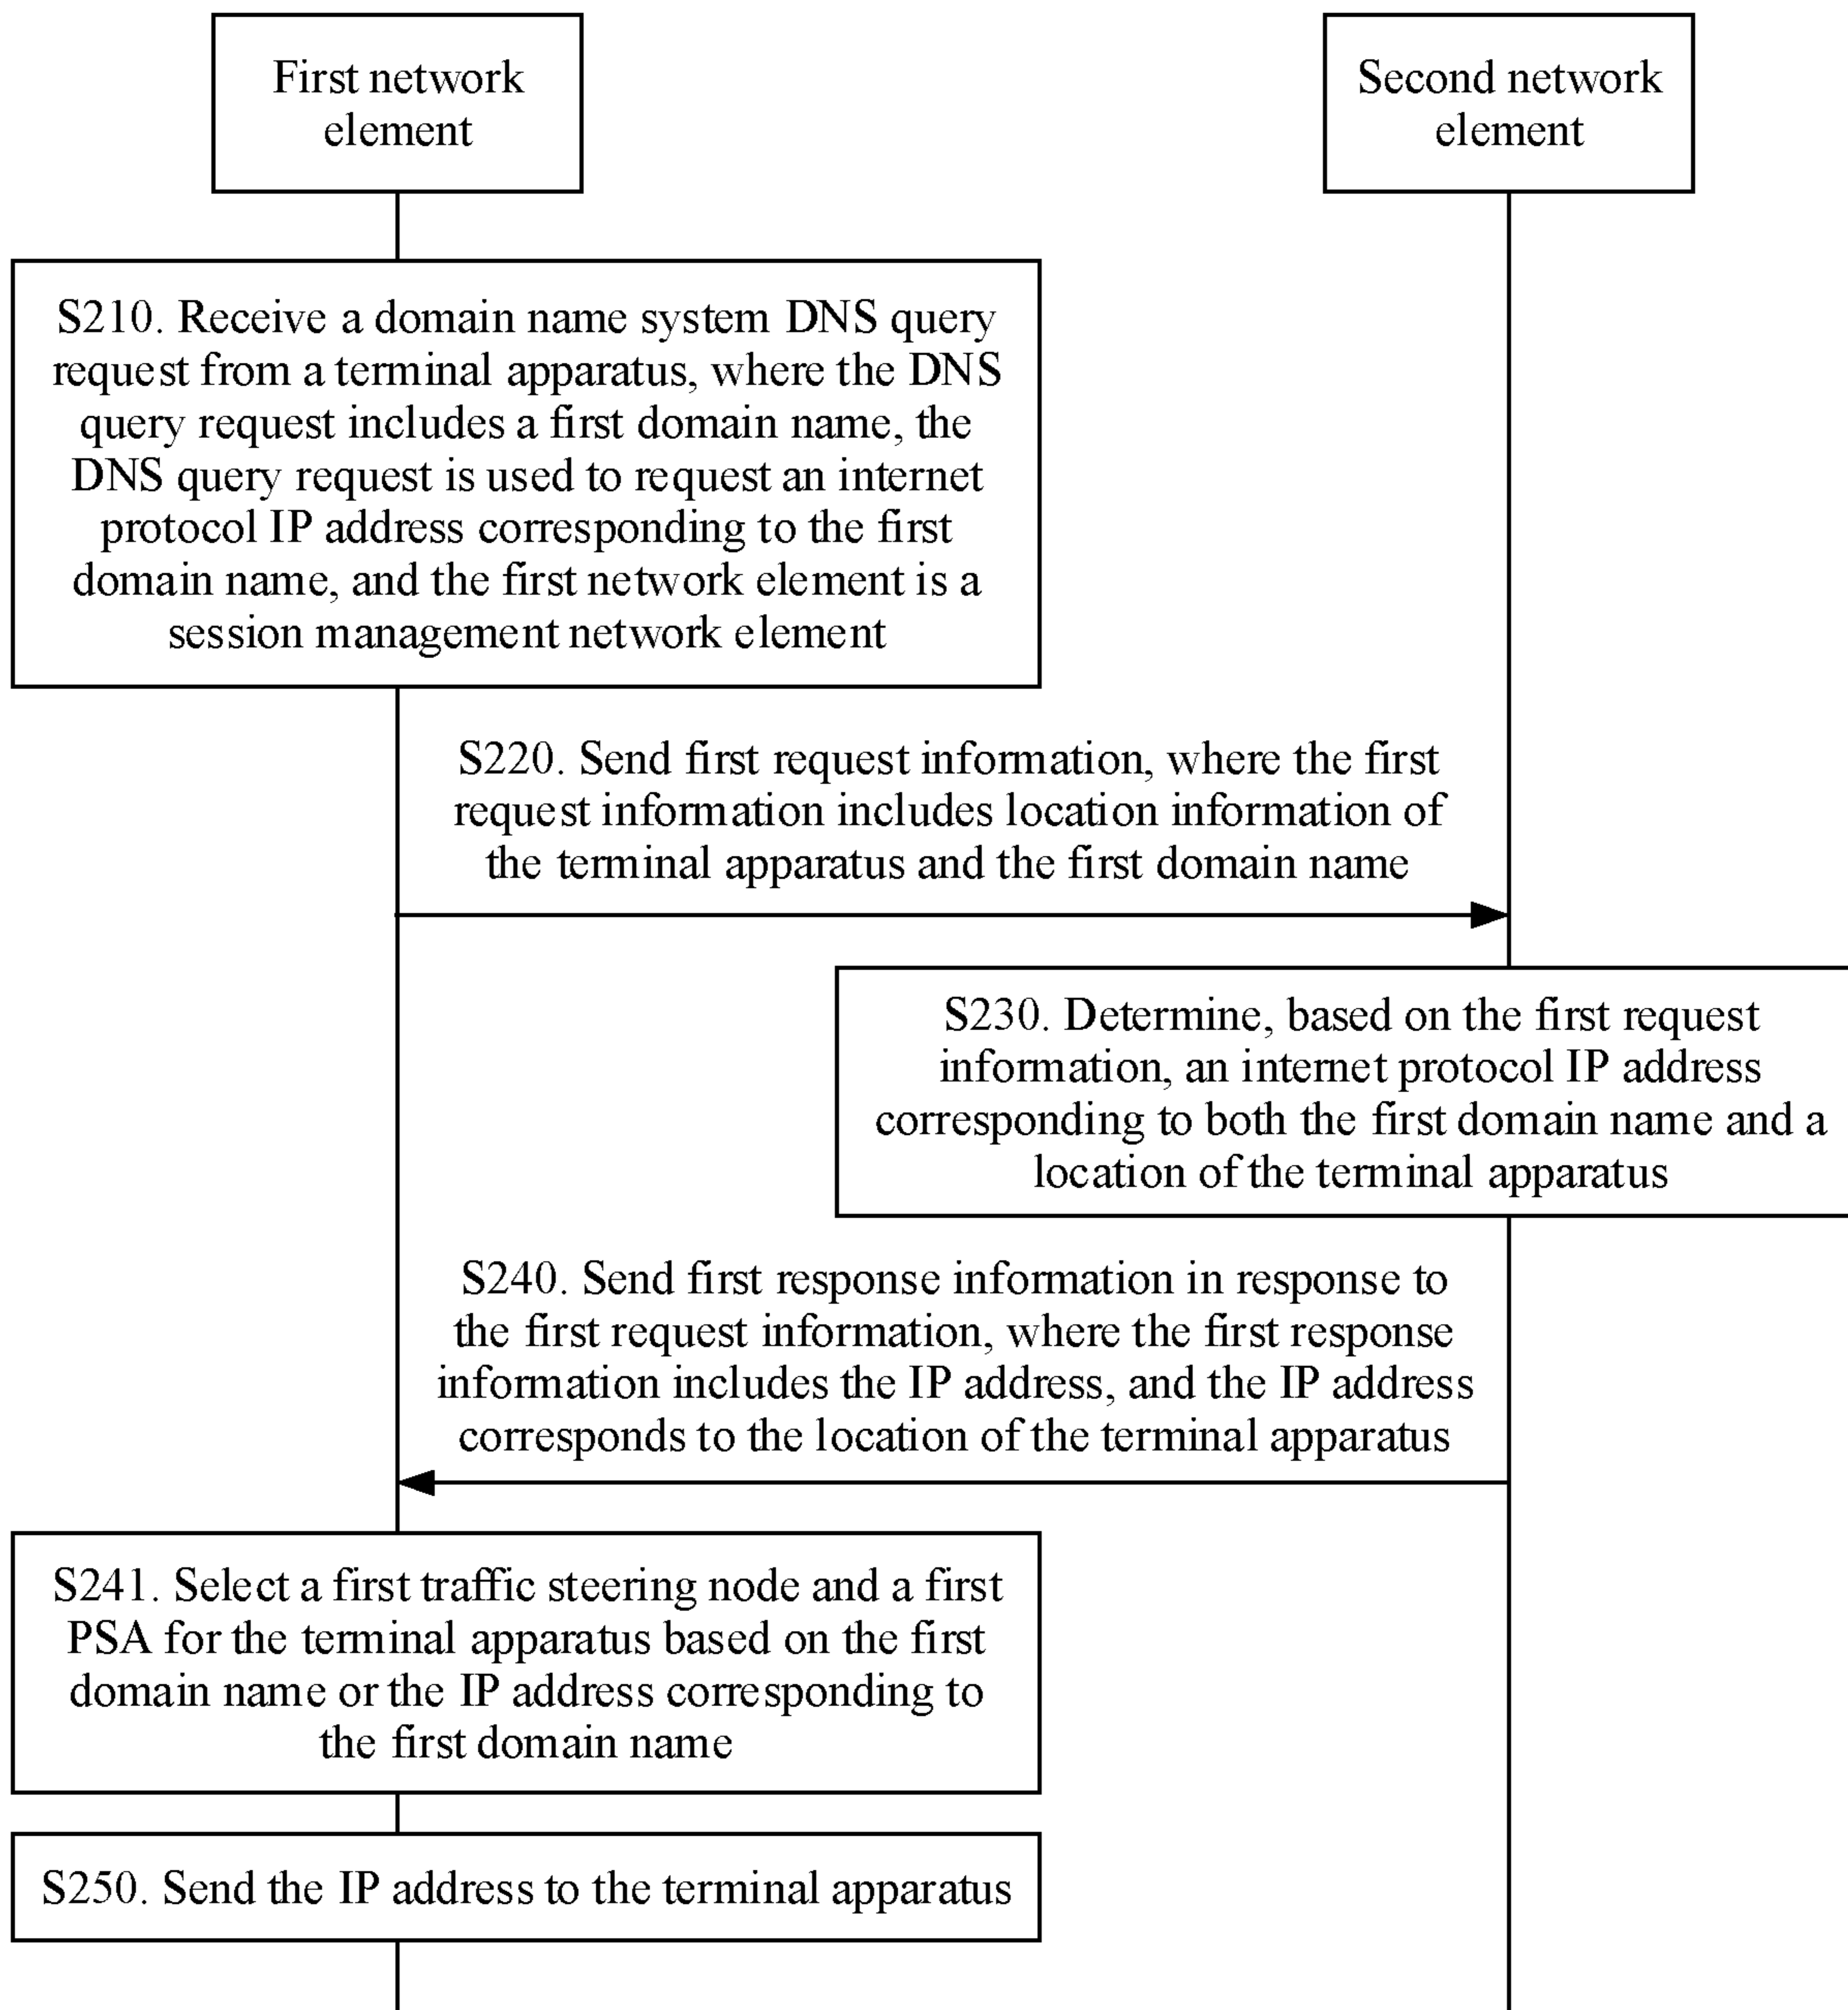 First network
element
Second network
element
S210. Receive a domain name system DNS query
request from a terminal apparatus, where the DNS
query request includes a first domain name, the
DNS query request is used to request an internet
protocol IP address corresponding to the first
domain name, and the first network element is a
session management network element
S220. Send first request information, where the first
request information includes location information of
the terminal apparatus and the first domain name
S230. Determine, based on the first request
information, an internet protocol IP address
corresponding to both the first domain name and a
location of the terminal apparatus
S240. Send first response information in response to
the first request information, where the first response
information includes the IP address, and the IP address
corresponds to the location of the terminal apparatus
S241. Select a first traffic steering node and a first
PSA for the terminal apparatus based on the first
domain name or the IP address corresponding to
the first domain name
S250. Send the IP address to the terminal apparatus